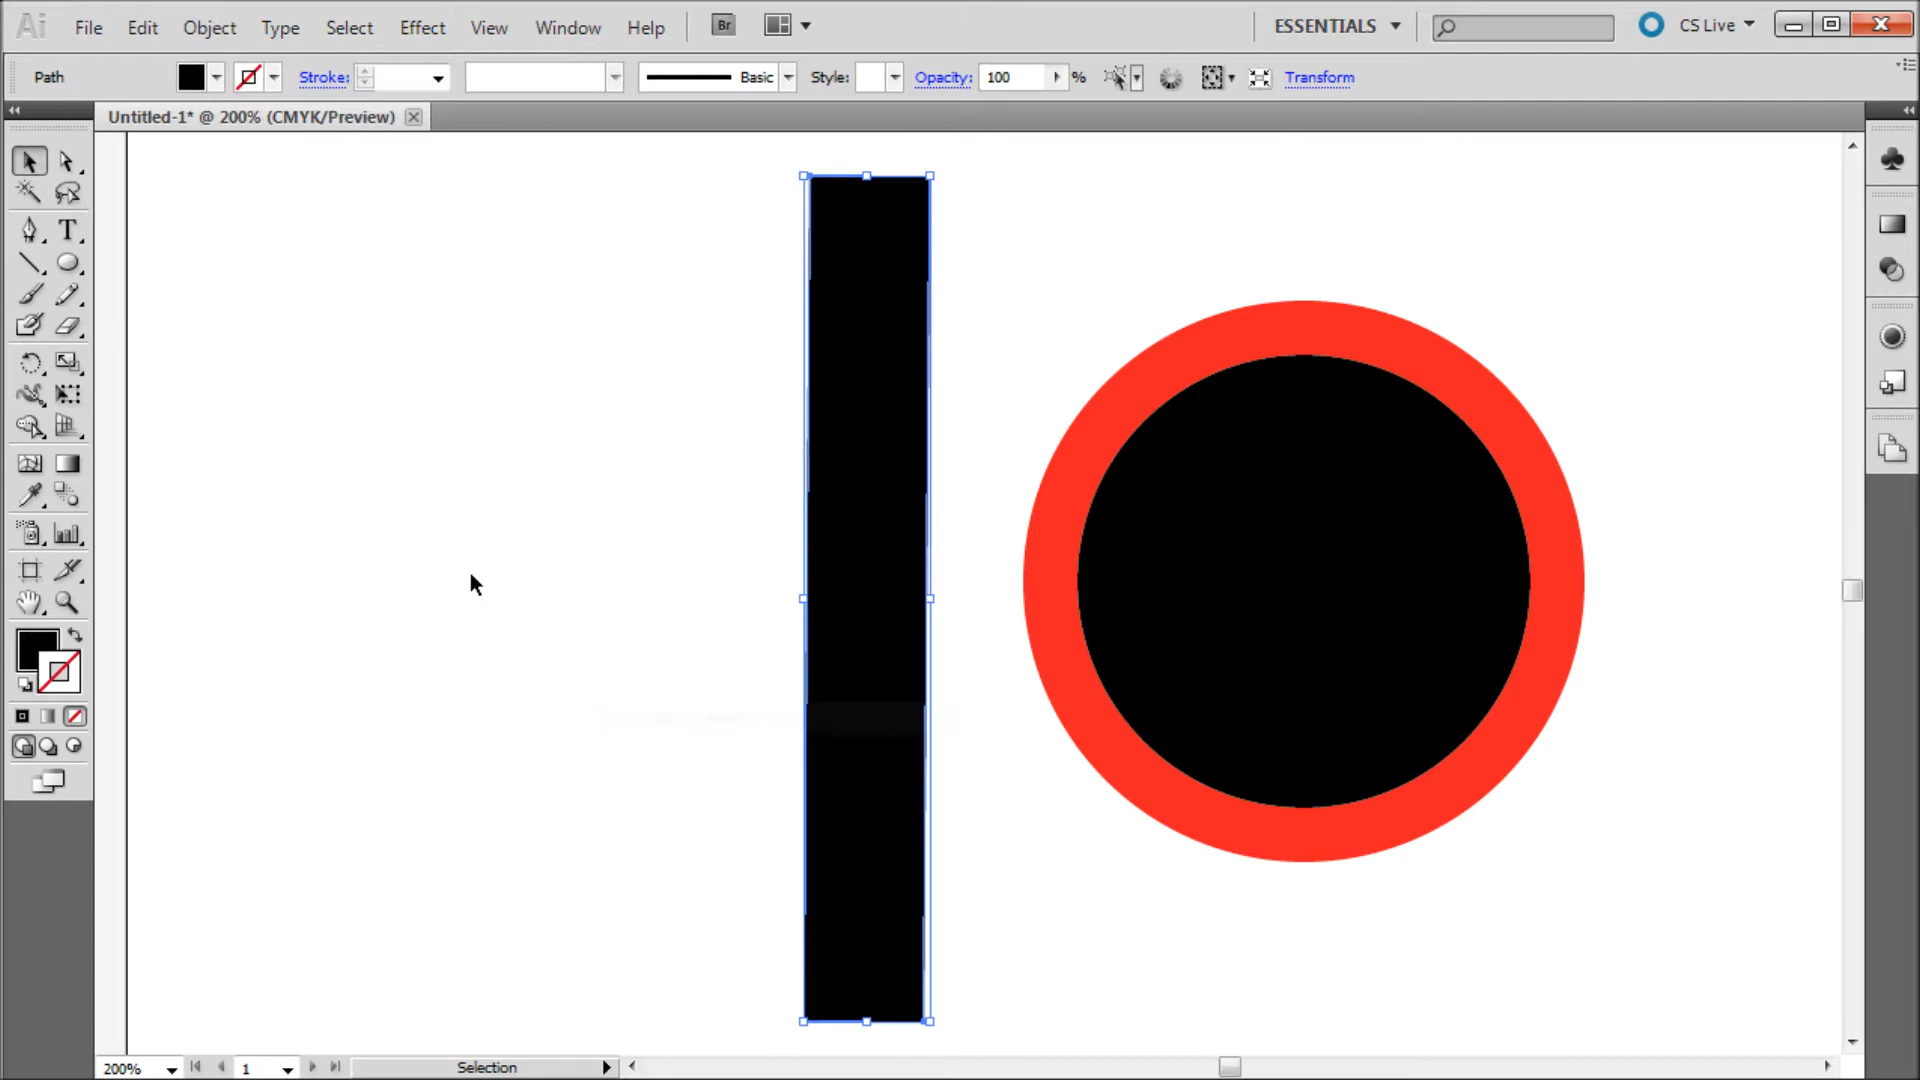 Ai File Edit Object Type Select Effect View Window Help Br ESSENTIALS CS Live
Path Stroke: Basic Style: Opacity: 100 % Transform
Untitled-1* @ 200% (CMYK/Preview)
T
200% 1 Selection